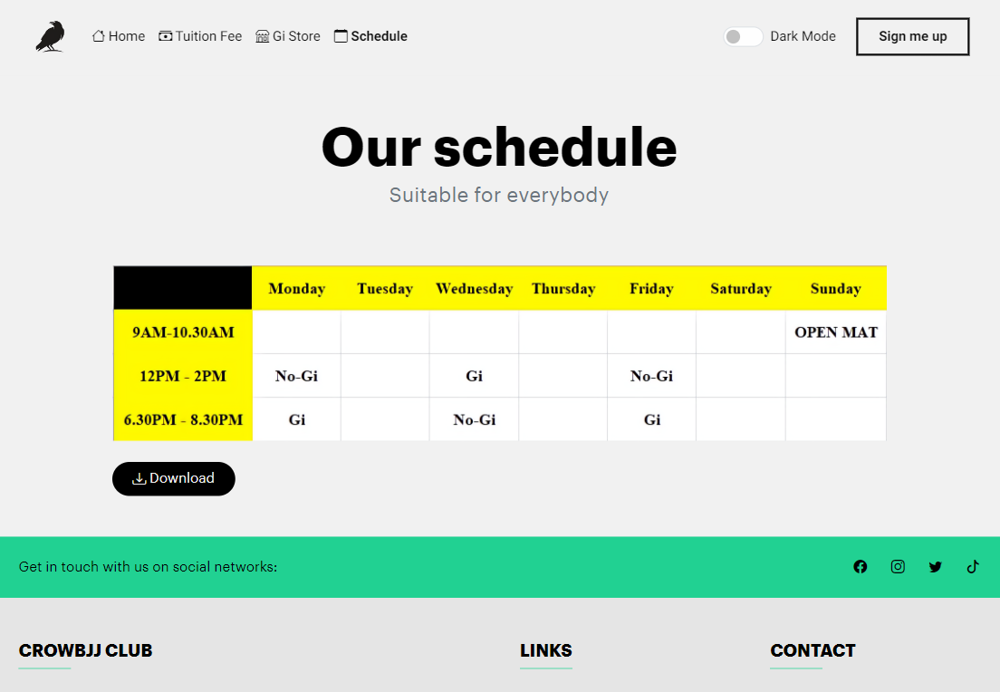 Home Tuition Fee Gi Store Schedule Dark Mode Sign me up
Our schedule
Suitable for everybody
Monday Tuesday Wednesday Thursday Friday Saturday Sunday
9AM-10.30AM OPEN MAT
12PM - 2PM No-Gi Gi No-Gi
6.30PM - 8.30PM Gi No-Gi Gi
Download
Get in touch with us on social networks:
CROWBJJ CLUB LINKS CONTACT